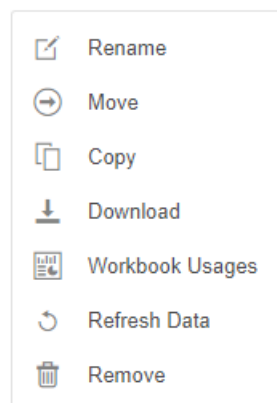 Rename
Move
Copy
Download
Workbook Usages
Refresh Data
Remove